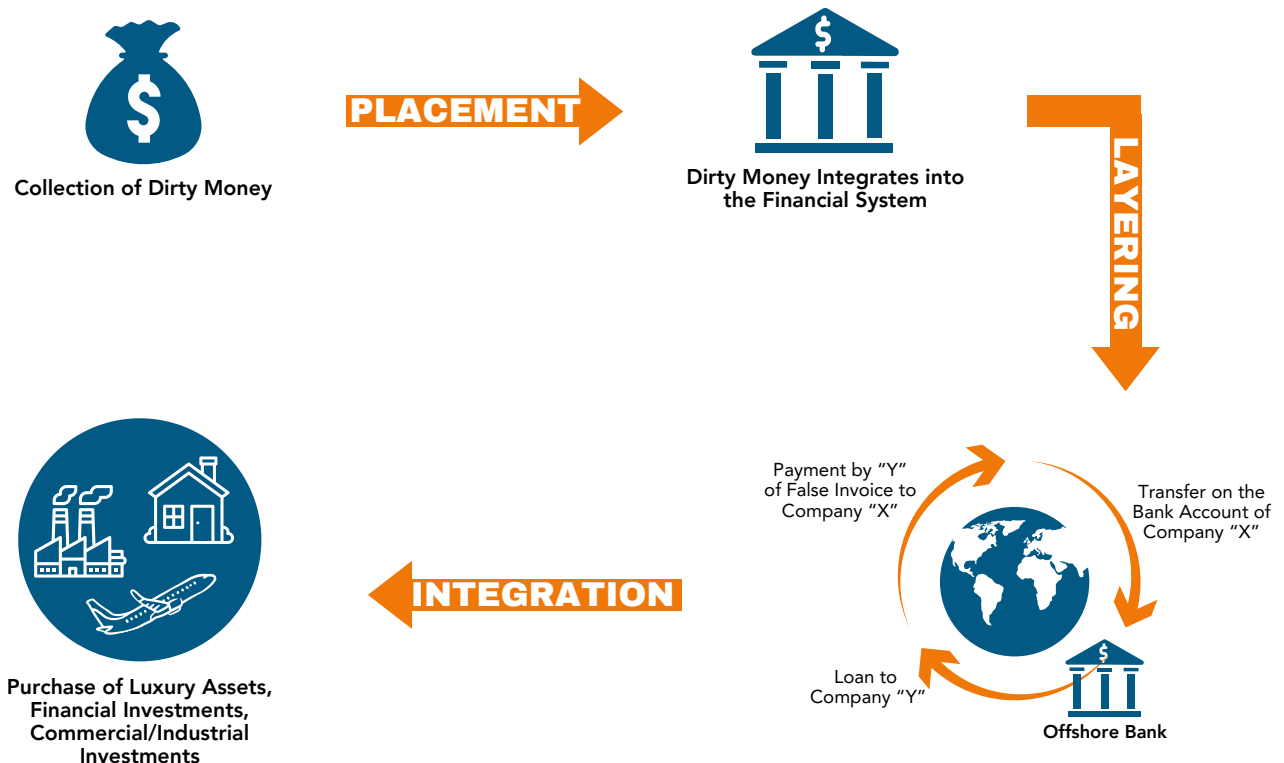 $
PLACEMENT
$
Collection of Dirty Money
Dirty Money Integrates into
the Financial System
LAYERING
Payment by “Y”
of False Invoice to
Company “X”
Transfer on the
Bank Account of
Company “X”
INTEGRATION
$
Loan to
Company “Y”
Offshore Bank
Purchase of Luxury Assets,
Financial Investments,
Commercial/Industrial
Investments